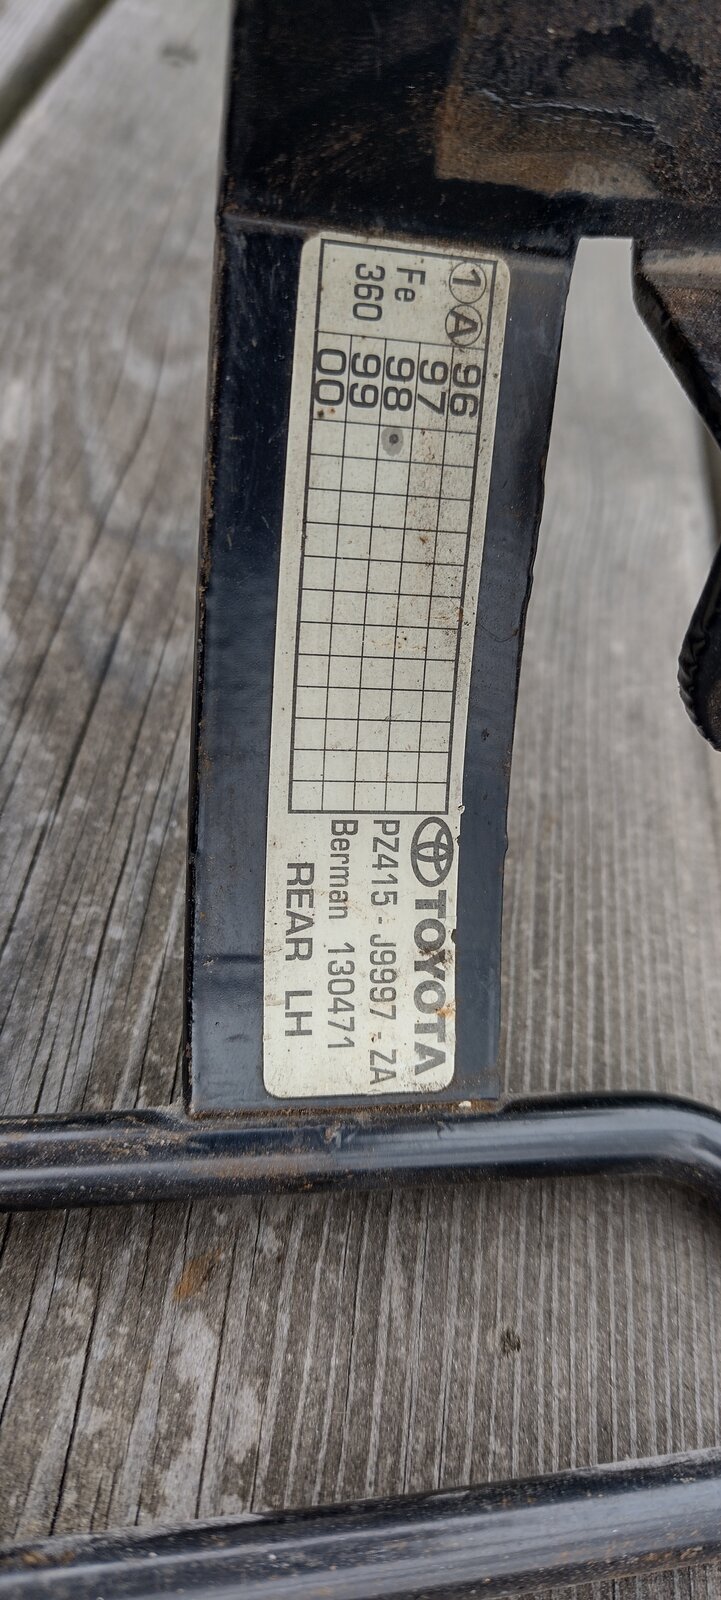 1 A
Fe
360
96
97
98
99
00
TOYOTA
PZ415 - J9997 - ZA
Berman 130471
REAR LH